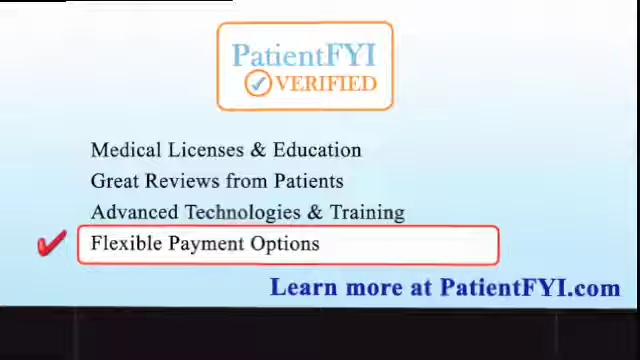 PatientFYI
VERIFIED
Medical Licenses & Education
Great Reviews from Patients
Advanced Technologies & Training
Flexible Payment Options
Learn more at PatientFYI.com